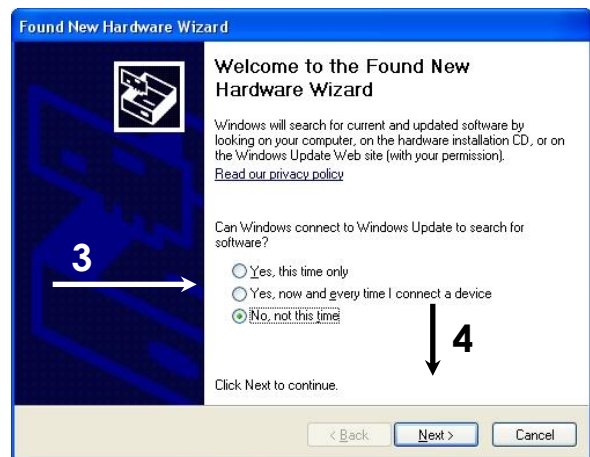 Found New Hardware Wizard
Welcome to the Found New
Hardware Wizard
Windows will search for current and updated software by
looking on your computer, on the hardware installation CD, or on
the Windows Update Web site (with your permission).
Read our privacy policy
Can Windows connect to Windows Update to search for
software?
3
Yes, this time only
Yes, now and every time I connect a device
No, not this time
4
Click Next to continue.
< Back Next > Cancel